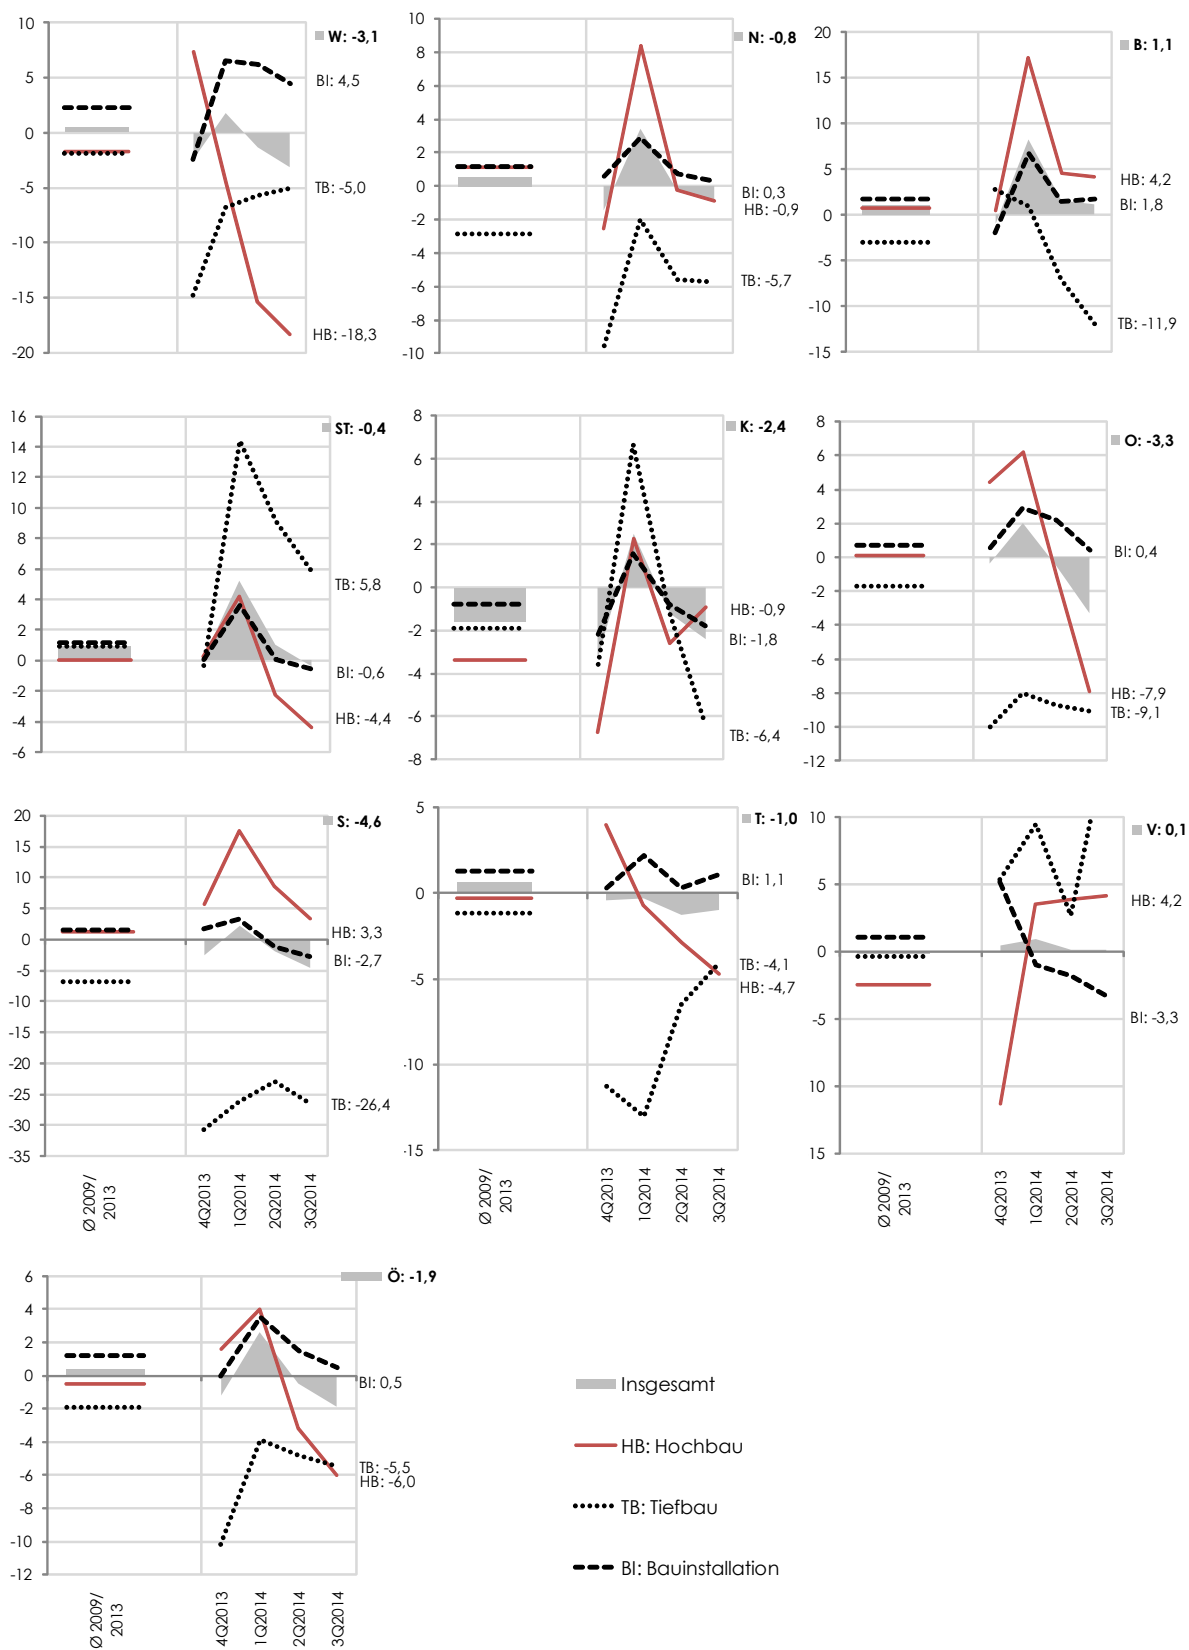 10
5
0
-5
-10
-15
-20
W: -3,1
BI: 4,5
TB: -5,0
HB: -18,3
10
8
6
4
2
0
-2
-4
-6
-8
-10
N: -0,8
BI: 0,3
HB: -0,9
TB: -5,7
20
15
10
5
0
-5
-10
-15
B: 1,1
HB: 4,2
BI: 1,8
TB: -11,9
16
14
12
10
8
6
4
2
0
-2
-4
-6
ST: -0,4
TB: 5,8
BI: -0,6
HB: -4,4
8
6
4
2
0
-2
-4
-6
-8
K: -2,4
HB: -0,9
BI: -1,8
TB: -6,4
8
6
4
2
0
-2
-4
-6
-8
-10
-12
O: -3,3
BI: 0,4
HB: -7,9
TB: -9,1
20
15
10
5
0
-5
-10
-15
-20
-25
-30
-35
S: -4,6
HB: 3,3
BI: -2,7
TB: -26,4
Ø 2009/
2013
4Q2013
1Q2014
2Q2014
3Q2014
5
0
-5
-10
-15
T: -1,0
BI: 1,1
TB: -4,1
HB: -4,7
Ø 2009/
2013
4Q2013
1Q2014
2Q2014
3Q2014
10
5
0
-5
10
15
V: 0,1
HB: 4,2
BI: -3,3
Ø 2009/
2013
4Q2013
1Q2014
2Q2014
3Q2014
6
4
2
0
-2
-4
-6
-8
-10
-12
Ö: -1,9
BI: 0,5
TB: -5,5
HB: -6,0
Ø 2009/
2013
4Q2013
1Q2014
2Q2014
3Q2014
Insgesamt
HB: Hochbau
TB: Tiefbau
BI: Bauinstallation